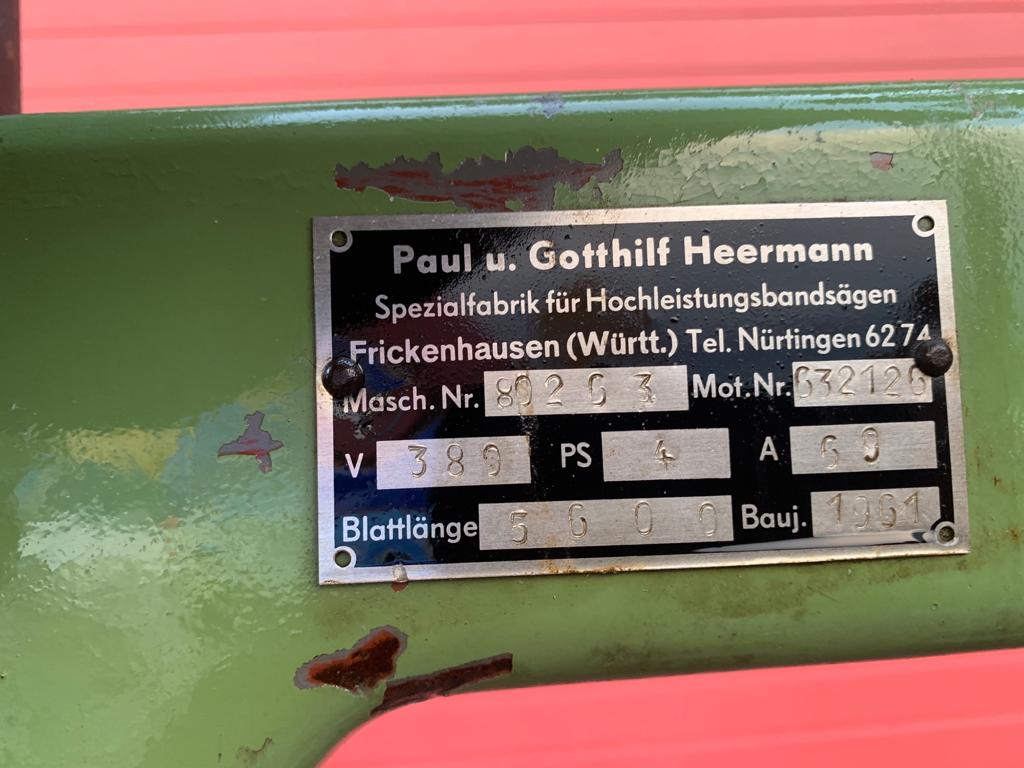 Paul u. Gotthilf Heermann
Spezialfabrik für Hochleistungsbandsägen
Frickenhausen (Württ.) Tel. Nürtingen 6274
Masch. Nr. 80263 Mot.Nr. 632126
V 380 PS 4 A 69
Blattlänge 5600 Bauj. 1961